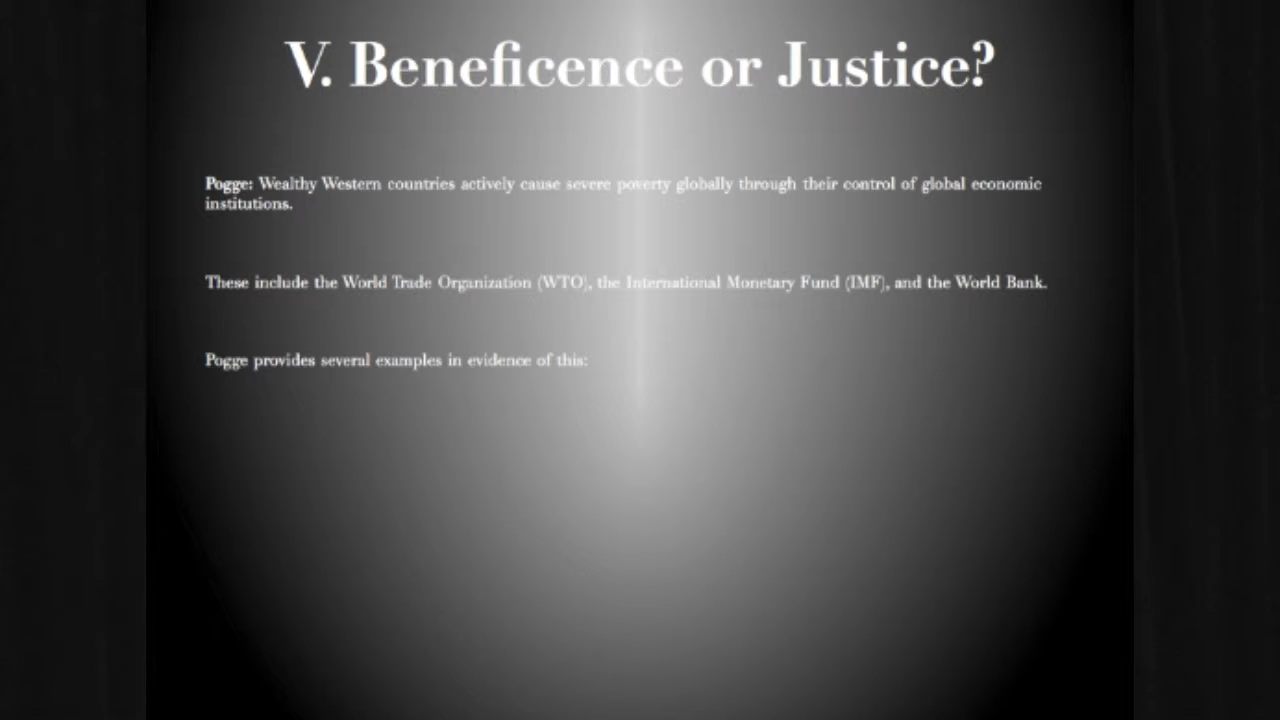 V. Beneficence or Justice?
Pogge: Wealthy Western countries actively cause severe poverty globally through their control of global economic
institutions.
These include the World Trade Organization (WTO), the International Monetary Fund (IMF), and the World Bank.
Pogge provides several examples in evidence of this: